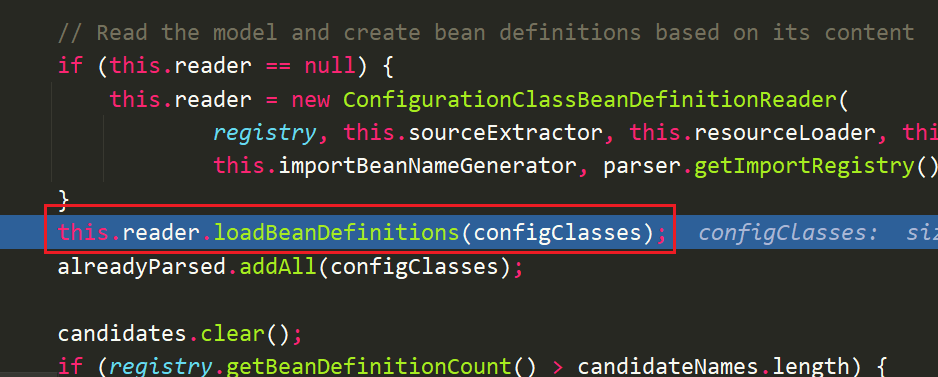 // Read the model and create bean definitions based on its content
if (this.reader == null) {
this.reader = new ConfigurationClassBeanDefinitionReader(
registry, this.sourceExtractor, this.resourceLoader, thi
this.importBeanNameGenerator, parser.getImportRegistry()
}
this.reader.loadBeanDefinitions(configClasses); configClasses: siz
alreadyParsed.addAll(configClasses);
candidates.clear();
if (registry.getBeanDefinitionCount() > candidateNames.length) {